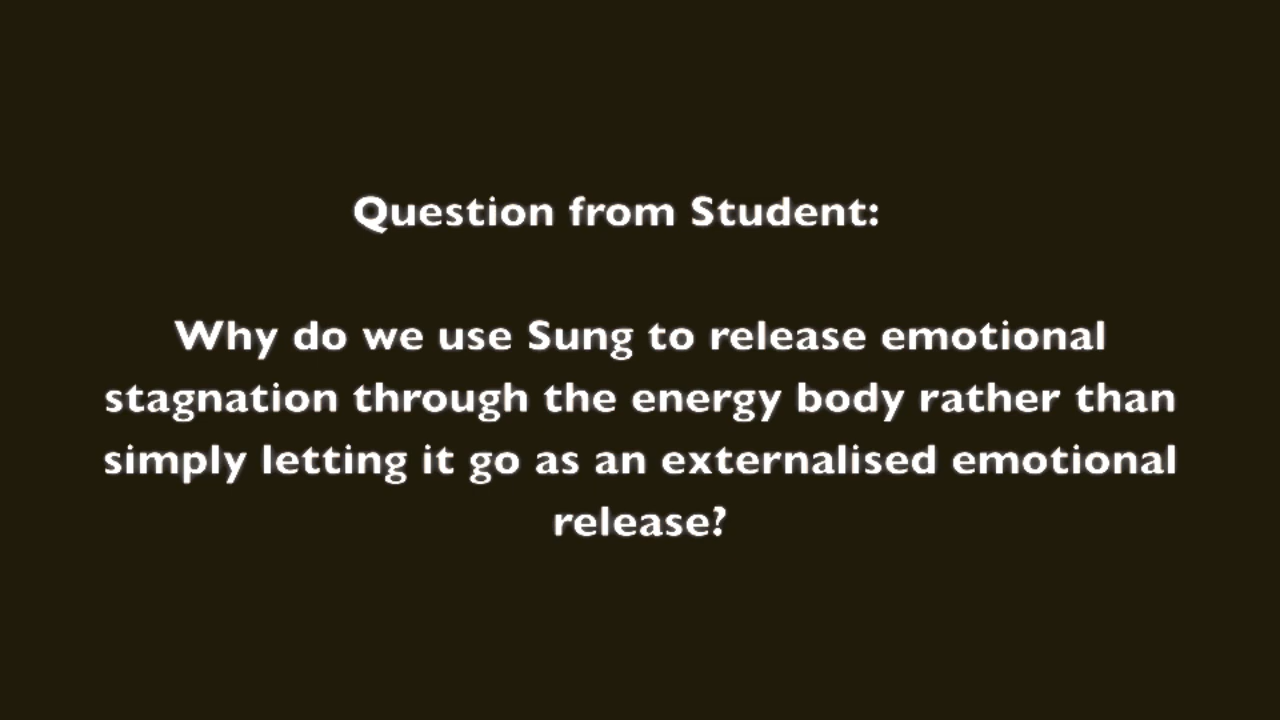 Question from Student:
Why do we use Sung to release emotional
stagnation through the energy body rather than
simply letting it go as an externalised emotional
release?